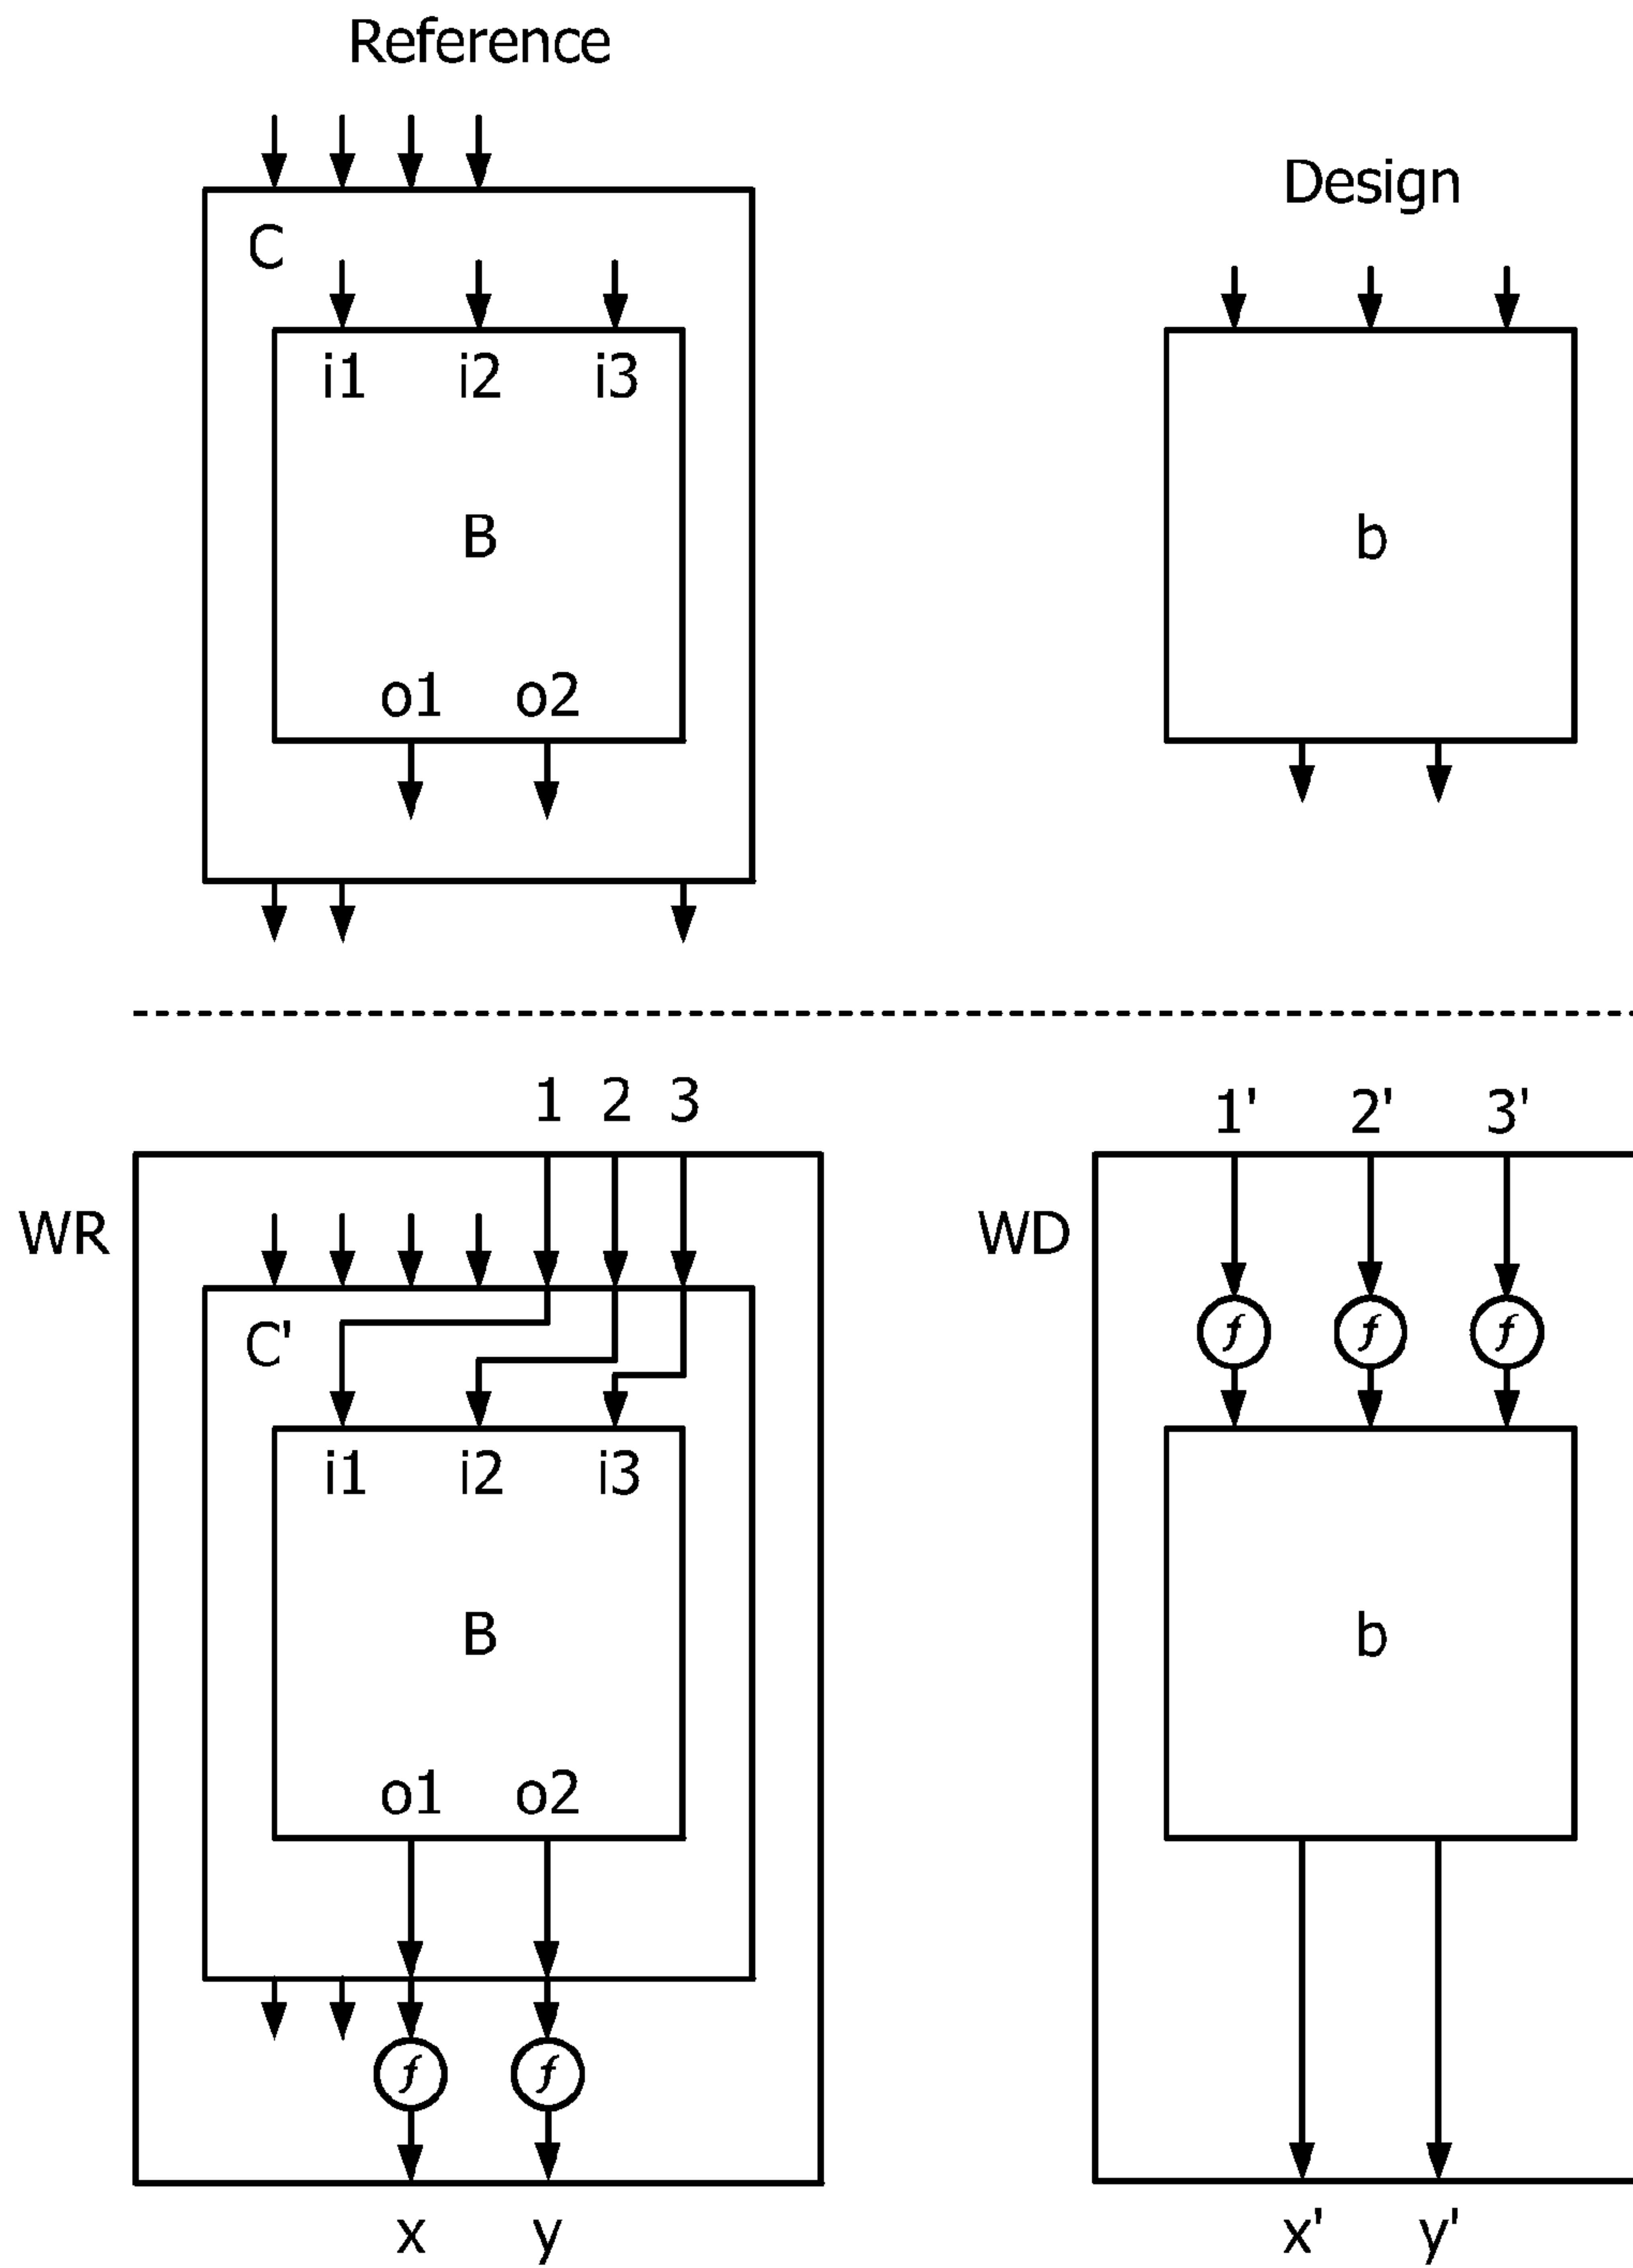 Reference
Design
C
i1 i2 i3
B
b
o1 o2
1 2 3
1' 2' 3'
WR
WD
C'
f f f
i1 i2 i3
B
b
o1 o2
f f
x y
x' y'